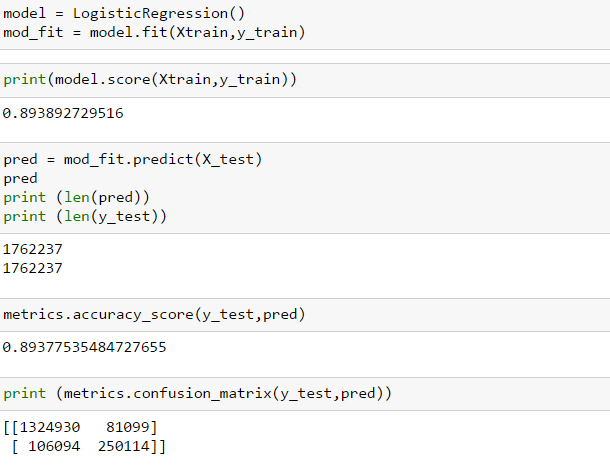 model = LogisticRegression()
mod_fit = model.fit(Xtrain,y_train)
print(model.score(Xtrain,y_train))
0.893892729516
pred = mod_fit.predict(X_test)
pred
print (len(pred))
print (len(y_test))
1762237
1762237
metrics.accuracy_score(y_test,pred)
0.89377535484727655
print (metrics.confusion_matrix(y_test,pred))
[[1324930   81099]
 [ 106094  250114]]